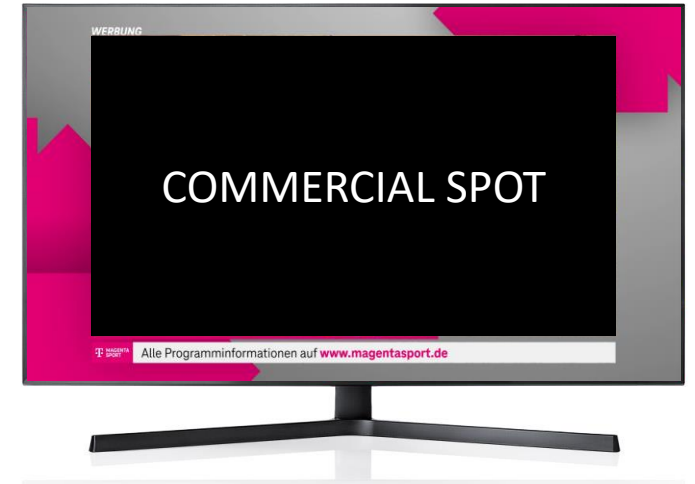 WERBUNG
COMMERCIAL SPOT
T MAGENTA SPORT Alle Programminformationen auf www.magentasport.de